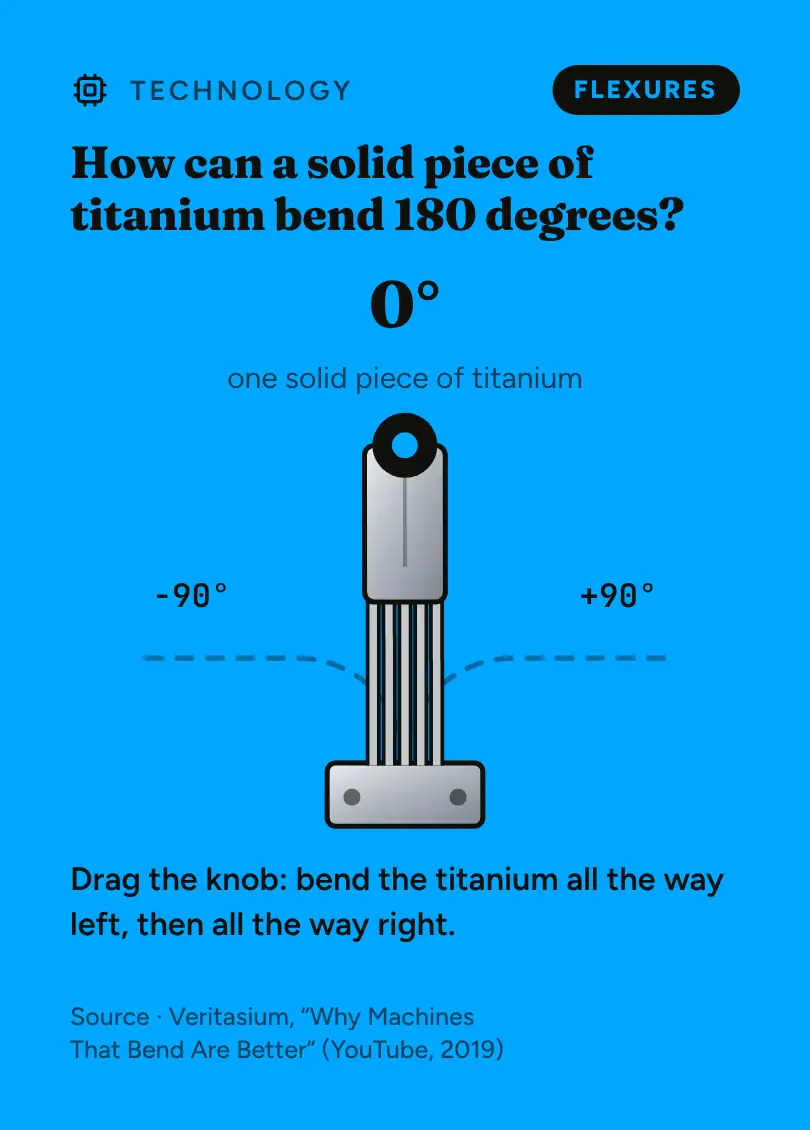 TECHNOLOGY
FLEXURES
How can a solid piece of
titanium bend 180 degrees?
0°
one solid piece of titanium
-90°
+90°
Drag the knob: bend the titanium all the way
left, then all the way right.
Source · Veritasium, “Why Machines
That Bend Are Better” (YouTube, 2019)